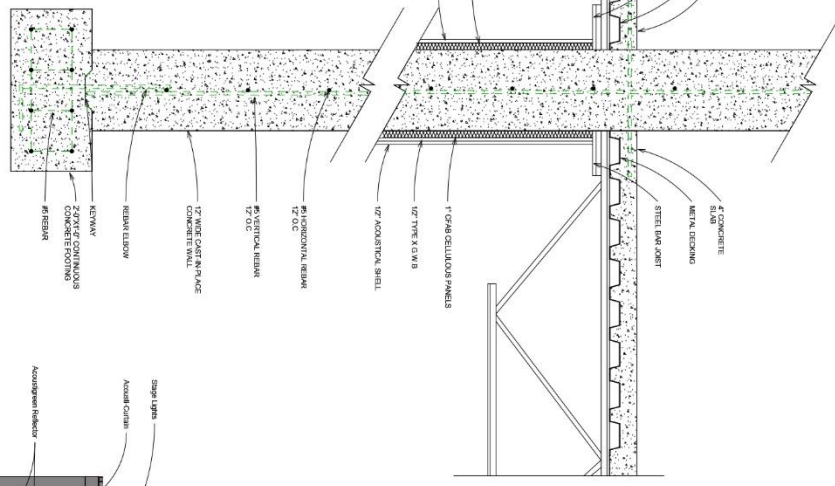 4" CONCRETE
SLAB
METAL DECKING
STEEL BAR JOIST
1" CFAB CELLULOUS PANELS
1/2" TYPE X G.W.B
1/2" ACOUSTICAL SHELL
#5 HORIZONTAL REBAR
12" O.C
#5 VERTICAL REBAR
12" O.C
12" WIDE CAST-IN-PLACE
CONCRETE WALL
REBAR ELBOW
KEYWAY
2'-0"X1'-0" CONTINUOUS
CONCRETE FOOTING
#5 REBAR
Stage Lights
Acousti-Curtain
Acoustigreen Reflector